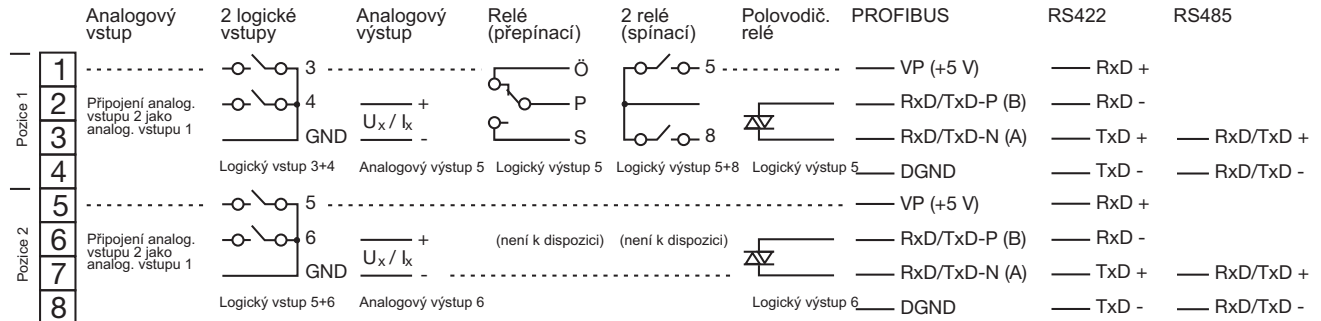 Analogový vstup
2 logické vstupy
Analogový výstup
Relé (přepínací)
2 relé (spínací)
Polovodič. relé
PROFIBUS
RS422
RS485
Pozice 1
1
3
Ö
5
VP (+5 V)
RxD +
2
Připojení analog.
vstupu 2 jako
analog. vstupu 1
4
+
Ux / Ix
P
RxD/TxD-P (B)
RxD -
3
GND
-
S
8
RxD/TxD-N (A)
TxD +
RxD/TxD +
4
Logický vstup 3+4
Analogový výstup 5
Logický výstup 5
Logický výstup 5+8
Logický výstup 5
DGND
TxD -
RxD/TxD -
Pozice 2
5
5
VP (+5 V)
RxD +
6
Připojení analog.
vstupu 2 jako
analog. vstupu 1
6
+
Ux / Ix
(není k dispozici)
(není k dispozici)
RxD/TxD-P (B)
RxD -
7
GND
-
RxD/TxD-N (A)
TxD +
RxD/TxD +
8
Logický vstup 5+6
Analogový výstup 6
Logický výstup 6
DGND
TxD -
RxD/TxD -